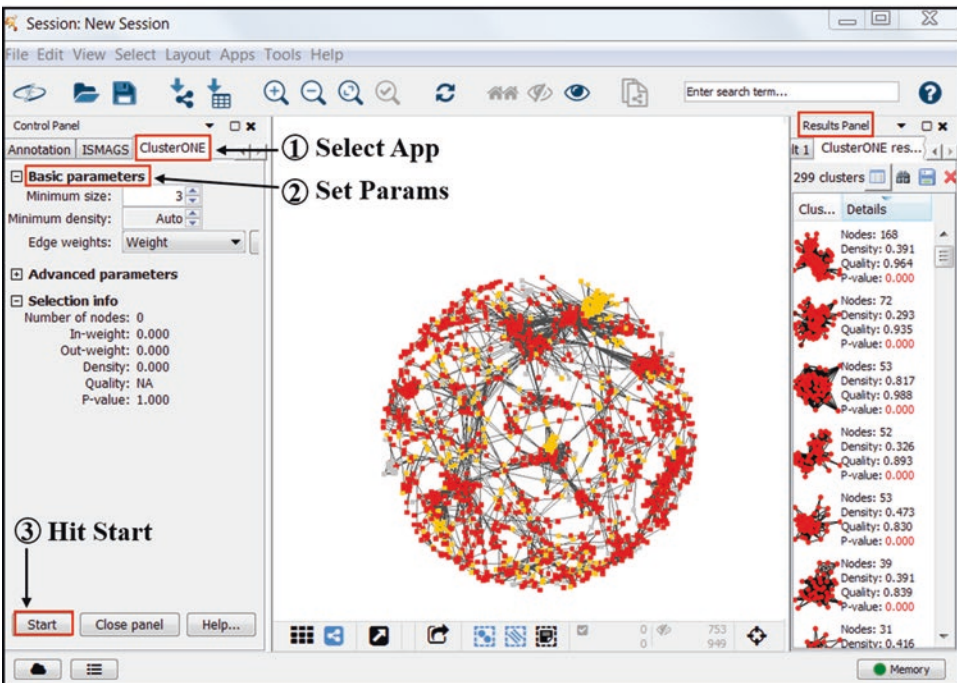 Session: New Session
File Edit View Select Layout Apps Tools Help
Enter search term...
Control Panel
Annotation ISMAGS ClusterONE
① Select App
Basic parameters
② Set Params
Minimum size: 3
Minimum density: Auto
Edge weights: Weight
Advanced parameters
Selection info
Number of nodes: 0
In-weight: 0.000
Out-weight: 0.000
Density: 0.000
Quality: NA
P-value: 1.000
③ Hit Start
Start Close panel Help...
0 753
0 949
Results Panel
lt 1 ClusterONE res...
299 clusters
Clus... Details
Nodes: 168
Density: 0.391
Quality: 0.964
P-value: 0.000
Nodes: 72
Density: 0.293
Quality: 0.935
P-value: 0.000
Nodes: 53
Density: 0.817
Quality: 0.988
P-value: 0.000
Nodes: 52
Density: 0.326
Quality: 0.893
P-value: 0.000
Nodes: 53
Density: 0.473
Quality: 0.830
P-value: 0.000
Nodes: 39
Density: 0.391
Quality: 0.839
P-value: 0.000
Nodes: 31
Density: 0.416
Memory